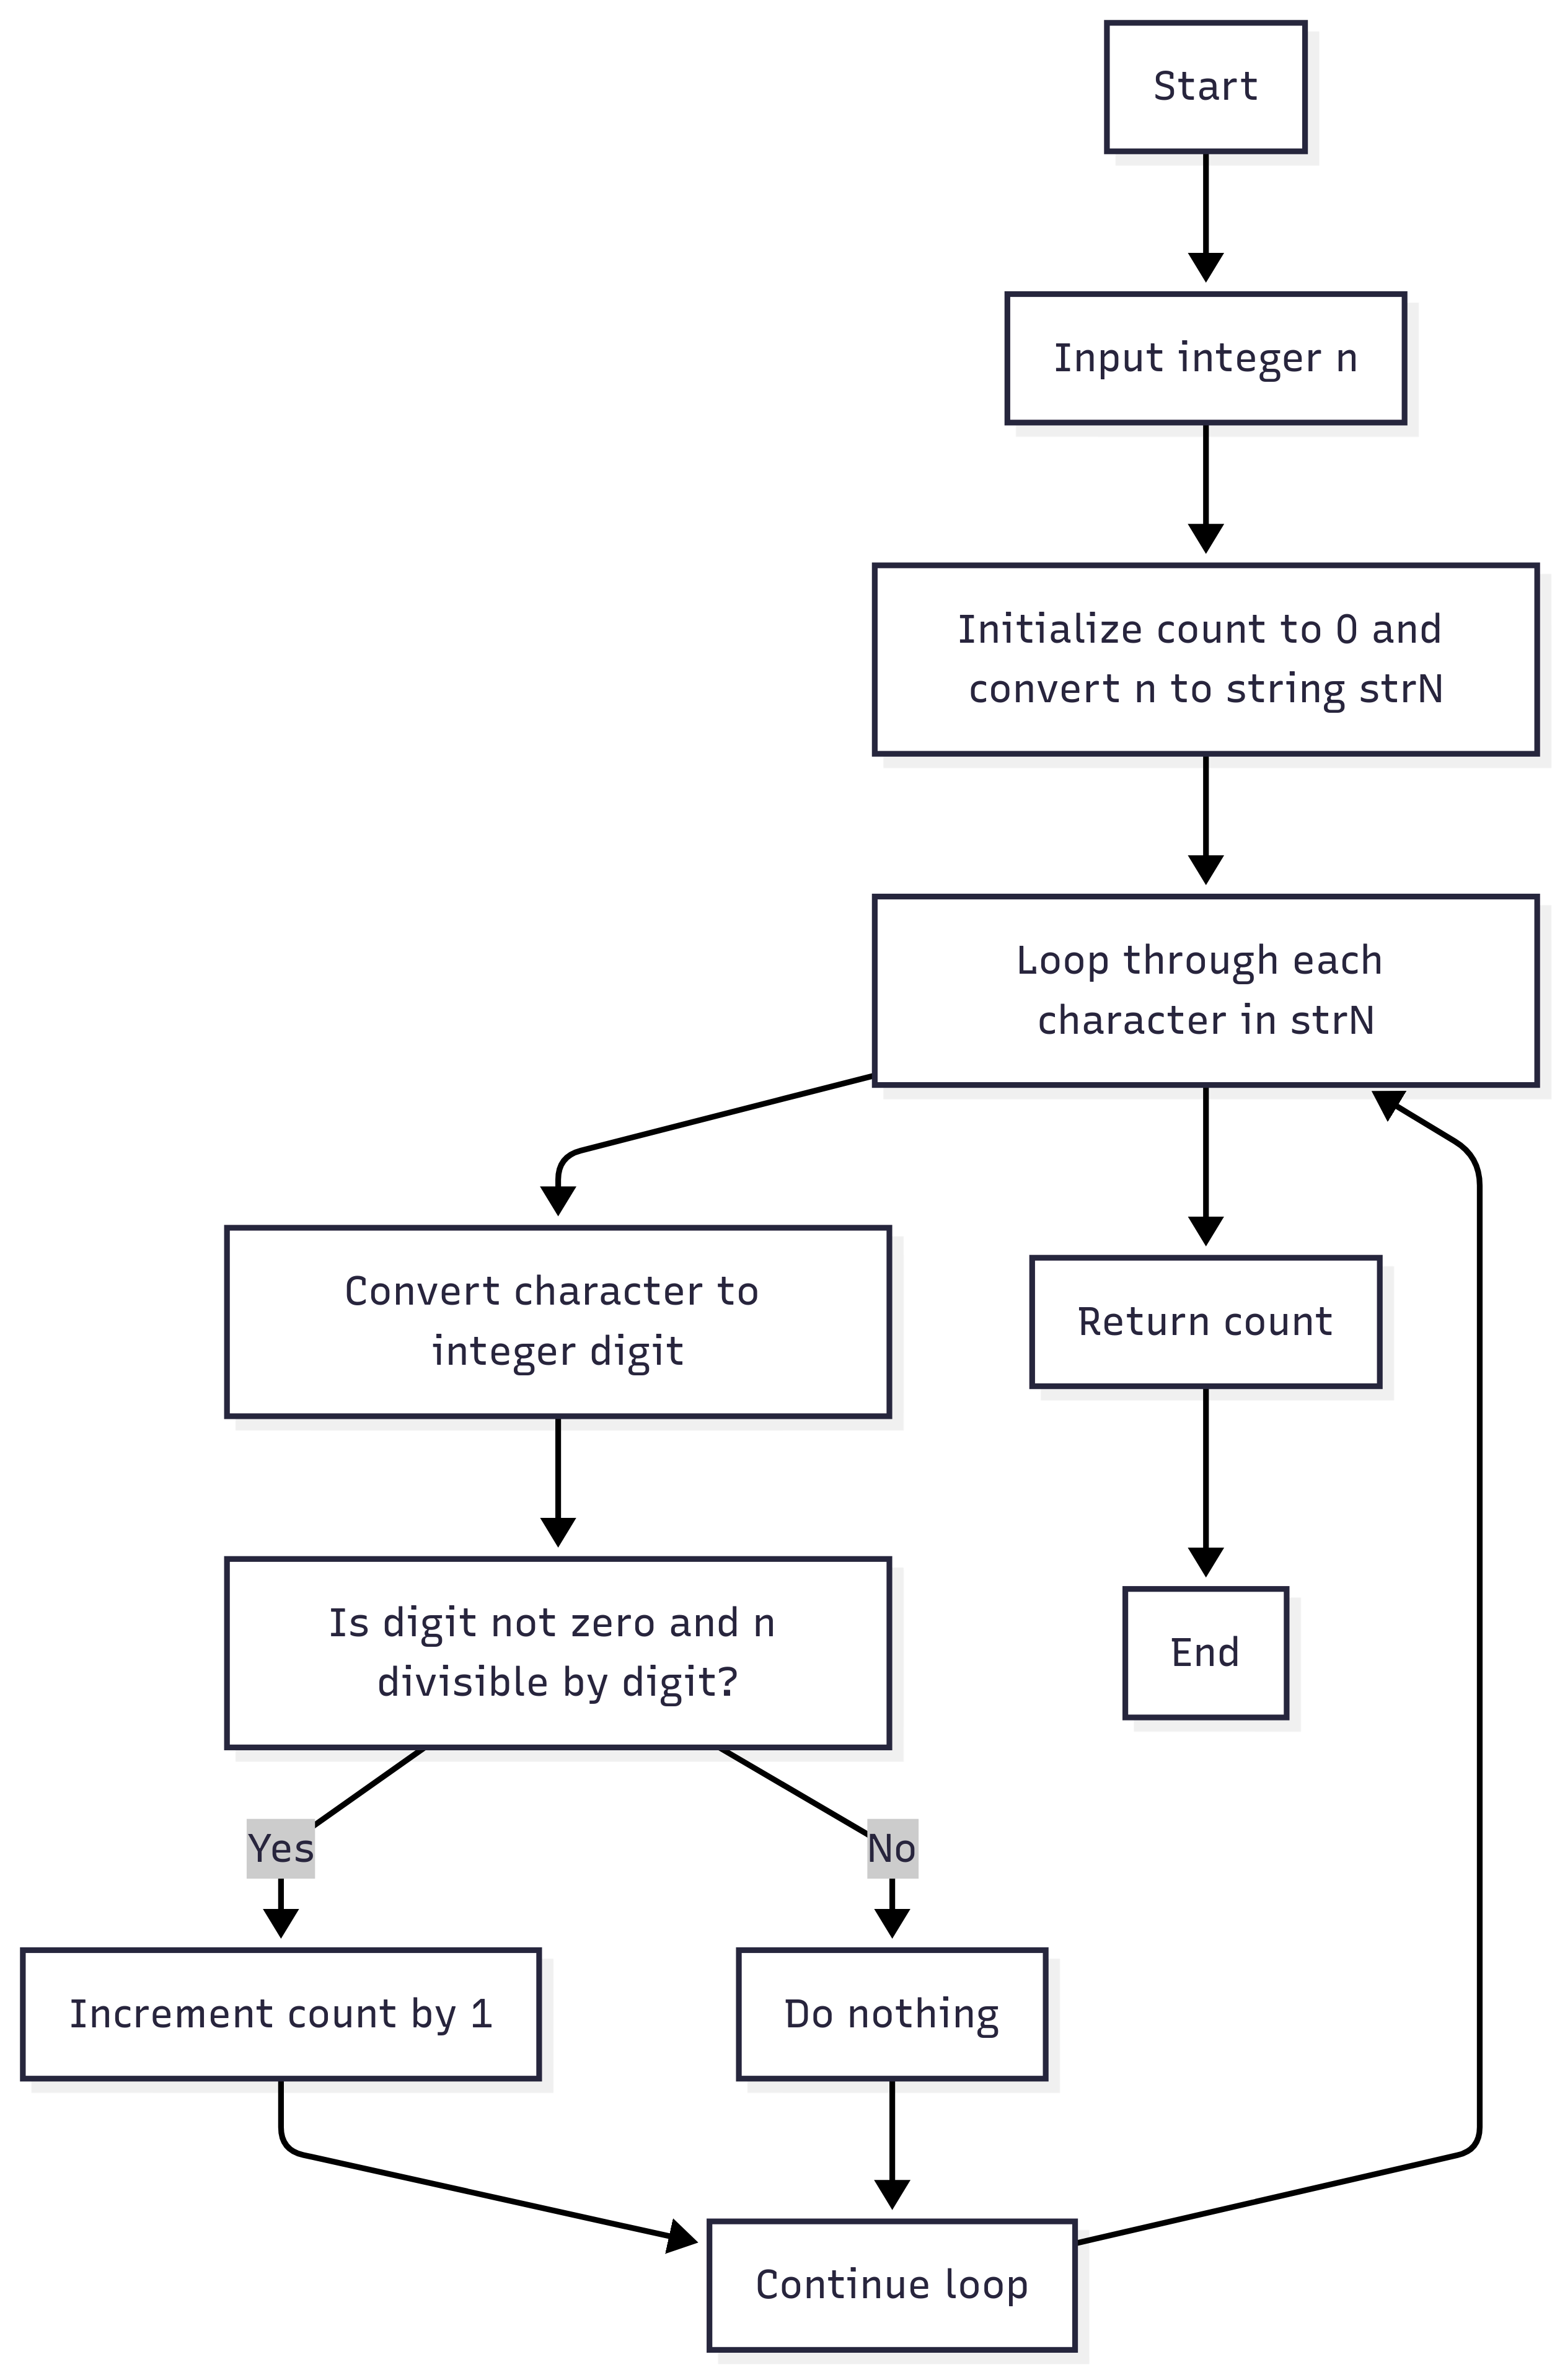 Start
Input integer n
Initialize count to 0 and
convert n to string strN
Loop through each
character in strN
Convert character to
integer digit
Return count
Is digit not zero and n
divisible by digit?
End
Yes
No
Increment count by 1
Do nothing
Continue loop